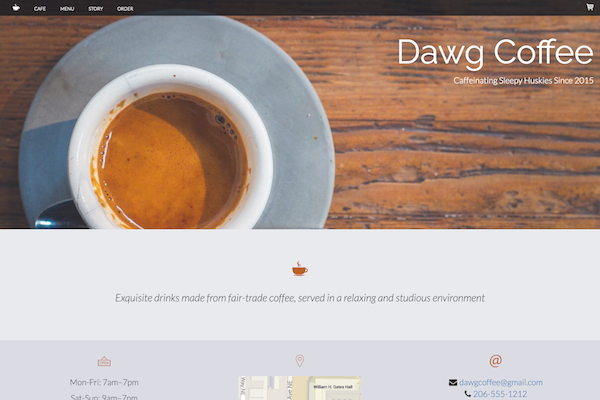 CAFE MENU STORY ORDER
Dawg Coffee
Caffeinating Sleepy Huskies Since 2015
Exquisite drinks made from fair-trade coffee, served in a relaxing and studious environment
@
Mon-Fri: 7am–7pm
Way NE
William H. Gates Hall
dawgcoffee@gmail.com
206-555-1212
Sat-Sun: 9am–7pm